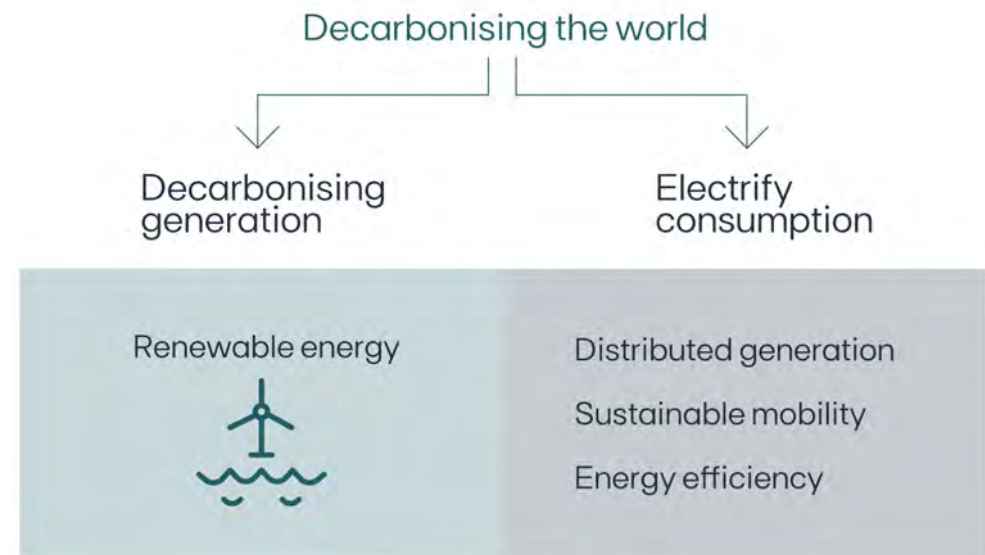 Decarbonising the world
Decarbonising
generation
Electrify
consumption
Renewable energy
Distributed generation
Sustainable mobility
Energy efficiency